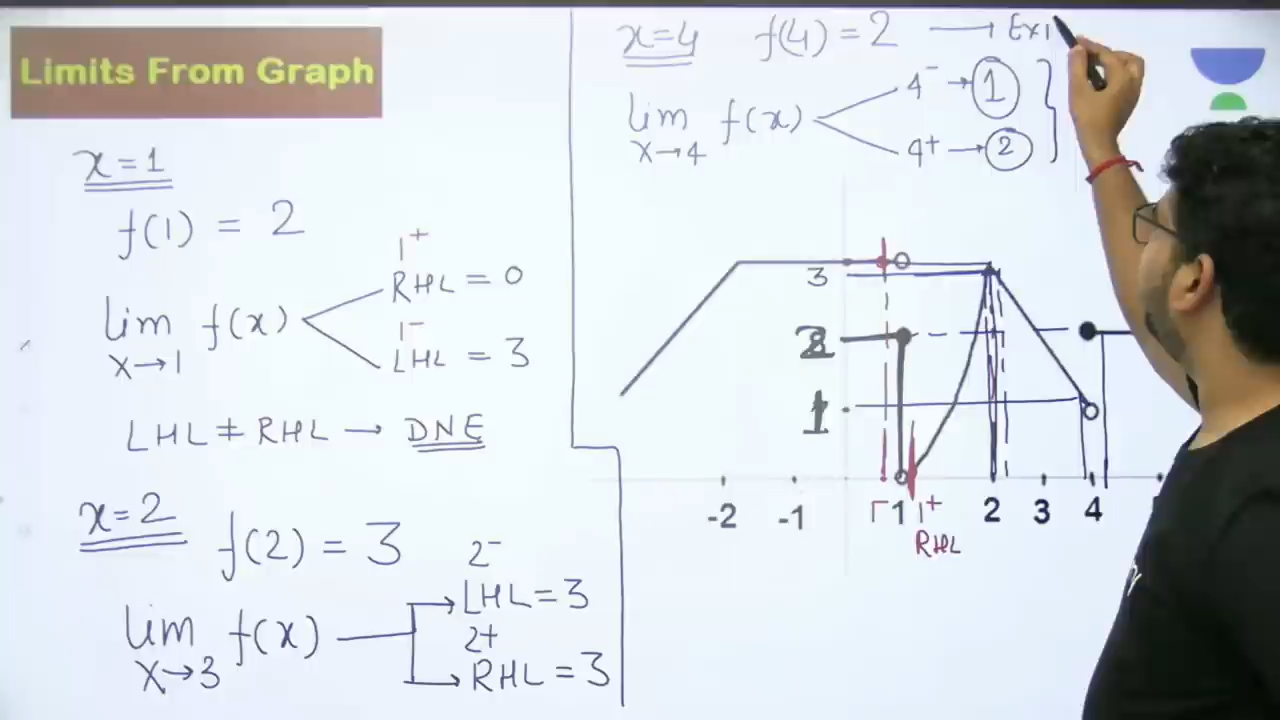 Limits From Graph
x=1
f(1) = 2
lim x→1 f(x)
1⁺
RHL = 0
1⁻
LHL = 3
LHL ≠ RHL → DNE
x=2
f(2) = 3
lim x→3 f(x)
2⁻
LHL = 3
2+
RHL = 3
x=4 f(4) = 2 → Exi
lim x→4 f(x)
4⁻ → 1
4⁺ → 2
3
2
1
-2 -1 1⁻ 1 1⁺ 2 3 4
RHL